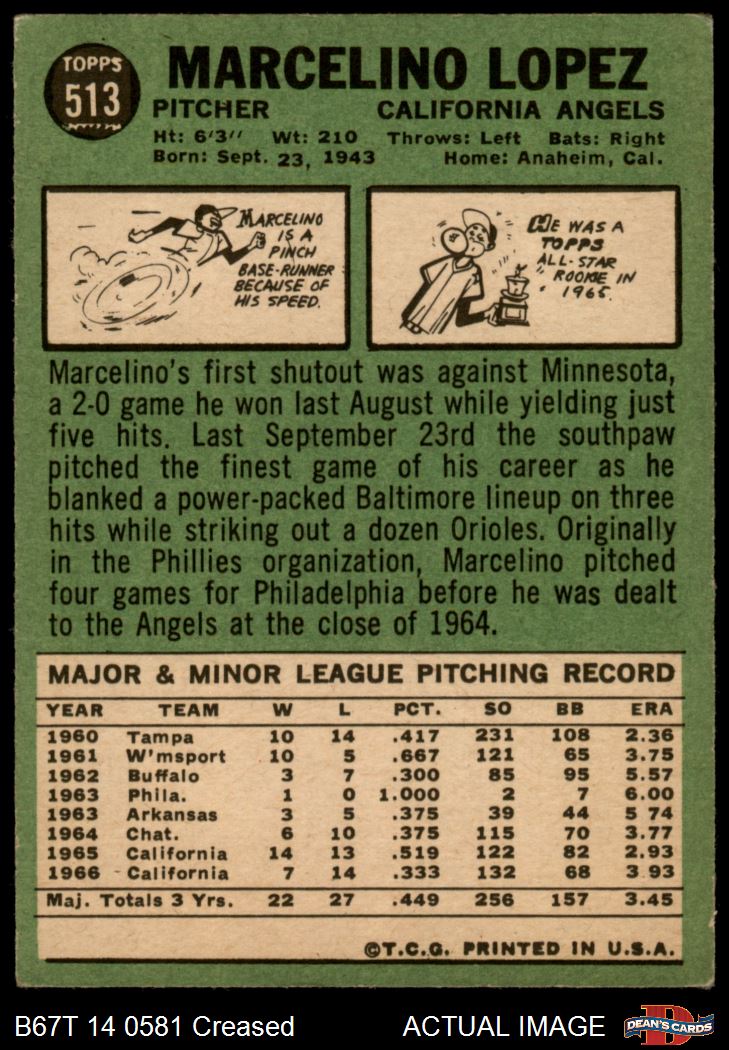 TOPPS
513
MARCELINO LOPEZ
PITCHER CALIFORNIA ANGELS
Ht: 6'3" Wt: 210 Throws: Left Bats: Right
Born: Sept. 23, 1943 Home: Anaheim, Cal.
MARCELINO
IS A
PINCH
BASE-RUNNER
BECAUSE OF
HIS SPEED.
HE WAS A
TOPPS
ALL-STAR
ROOKIE IN
1965.
Marcelino's first shutout was against Minnesota,
a 2-0 game he won last August while yielding just
five hits. Last September 23rd the southpaw
pitched the finest game of his career as he
blanked a power-packed Baltimore lineup on three
hits while striking out a dozen Orioles. Originally
in the Phillies organization, Marcelino pitched
four games for Philadelphia before he was dealt
to the Angels at the close of 1964.
MAJOR & MINOR LEAGUE PITCHING RECORD
YEAR TEAM W L PCT. SO BB ERA
1960 Tampa 10 14 .417 231 108 2.36
1961 W'msport 10 5 .667 121 65 3.75
1962 Buffalo 3 7 .300 85 95 5.57
1963 Phila. 1 0 1.000 2 7 6.00
1963 Arkansas 3 5 .375 39 44 5 74
1964 Chat. 6 10 .375 115 70 3.77
1965 California 14 13 .519 122 82 2.93
1966 California 7 14 .333 132 68 3.93
Maj. Totals 3 Yrs. 22 27 .449 256 157 3.45
©T.C.G. PRINTED IN U.S.A.
B67T 14 0581 Creased ACTUAL IMAGE
D
DEAN'S CARDS